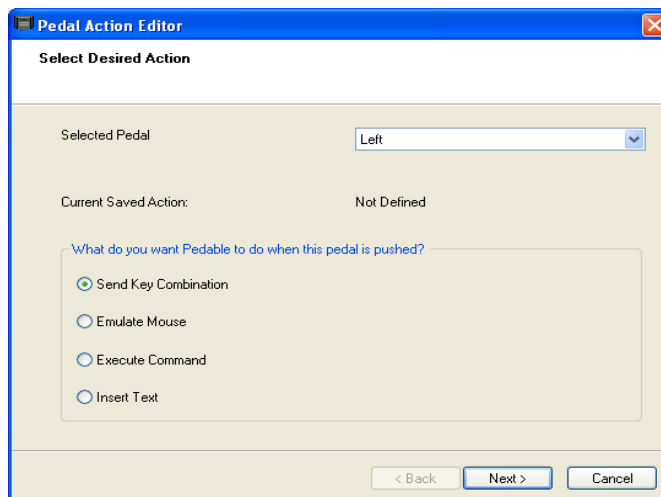 Pedal Action Editor
Select Desired Action
Selected Pedal
Left
Current Saved Action:
Not Defined
What do you want Pedable to do when this pedal is pushed?
Send Key Combination
Emulate Mouse
Execute Command
Insert Text
< Back
Next >
Cancel